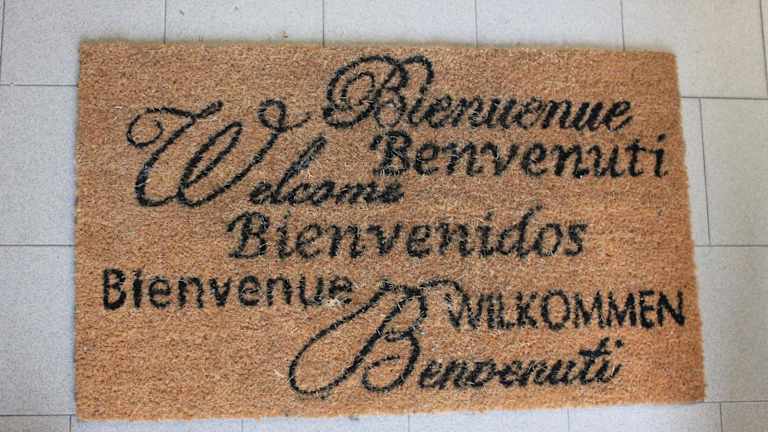 Bienvenue
Benvenuti
Welcome
Bienvenidos
Bienvenue
WILKOMMEN
Benvenuti